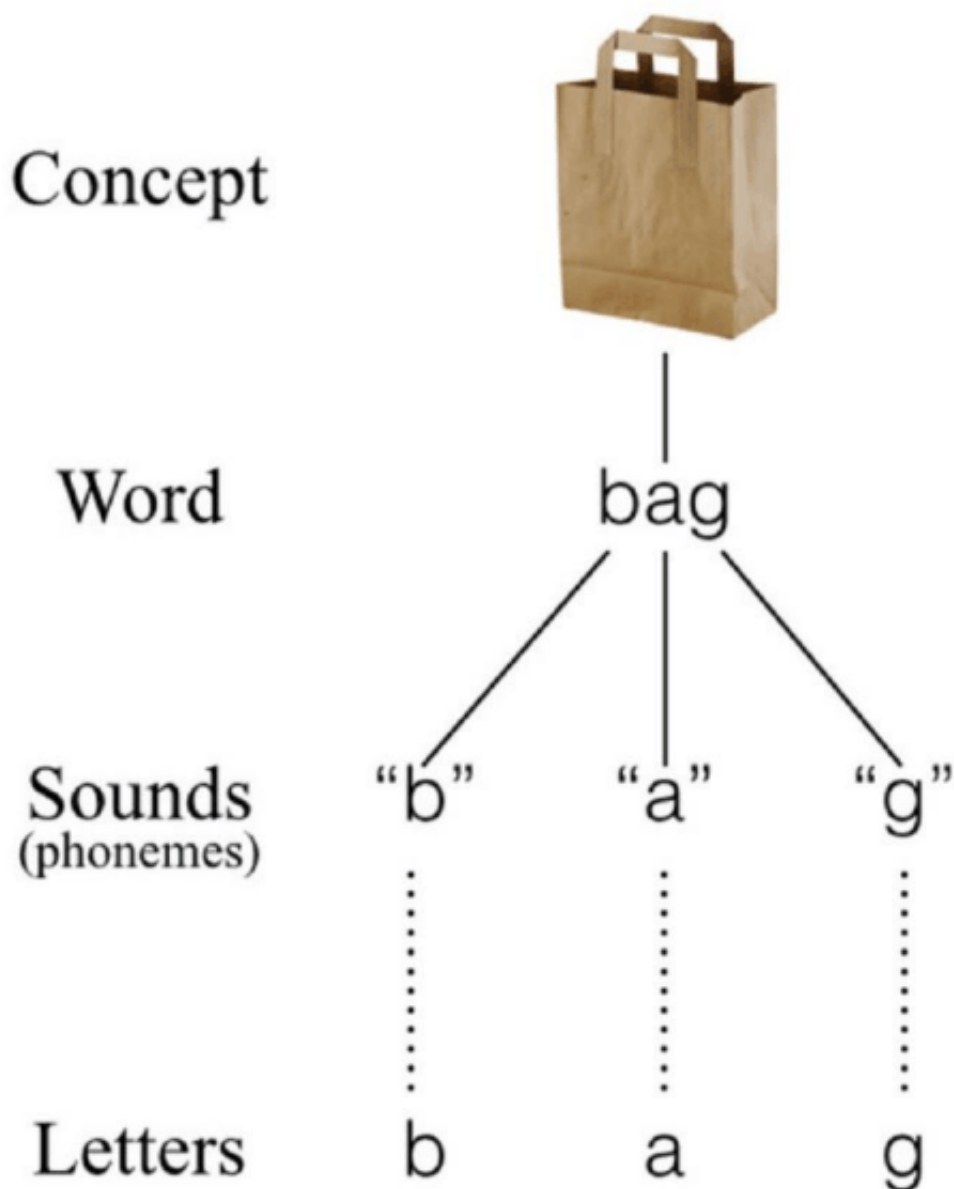 Concept
Word bag
Sounds “b” “a” “g”
(phonemes)
Letters b a g